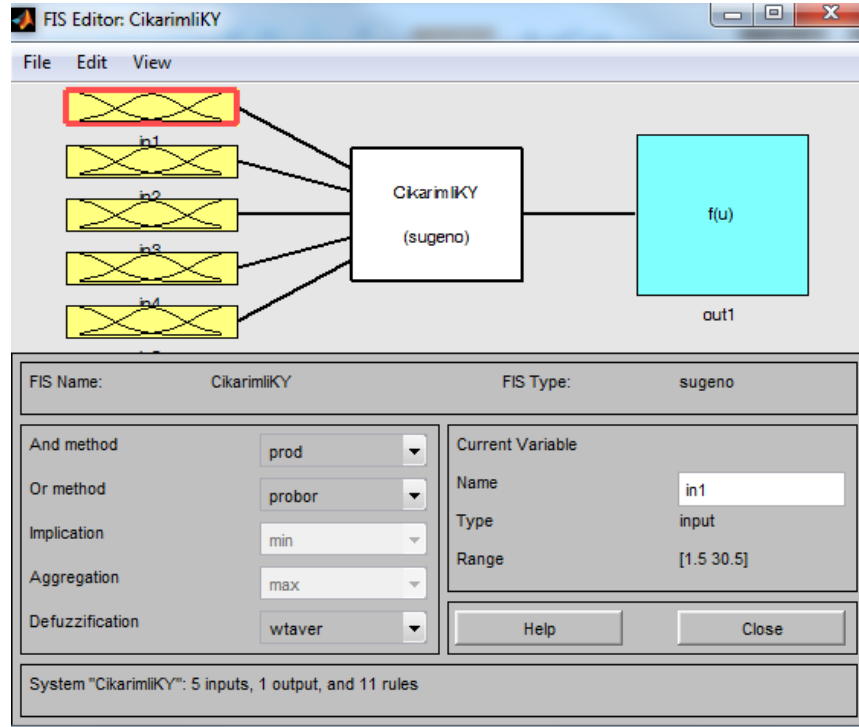 FIS Editor: CikarimliKY
File Edit View
in1
in2
in3
in4
CikarimliKY
(sugeno)
f(u)
out1
FIS Name: CikarimliKY FIS Type: sugeno
And method prod
Or method probor
Implication min
Aggregation max
Defuzzification wtaver
Current Variable
Name in1
Type input
Range [1.5 30.5]
Help Close
System "CikarimliKY": 5 inputs, 1 output, and 11 rules